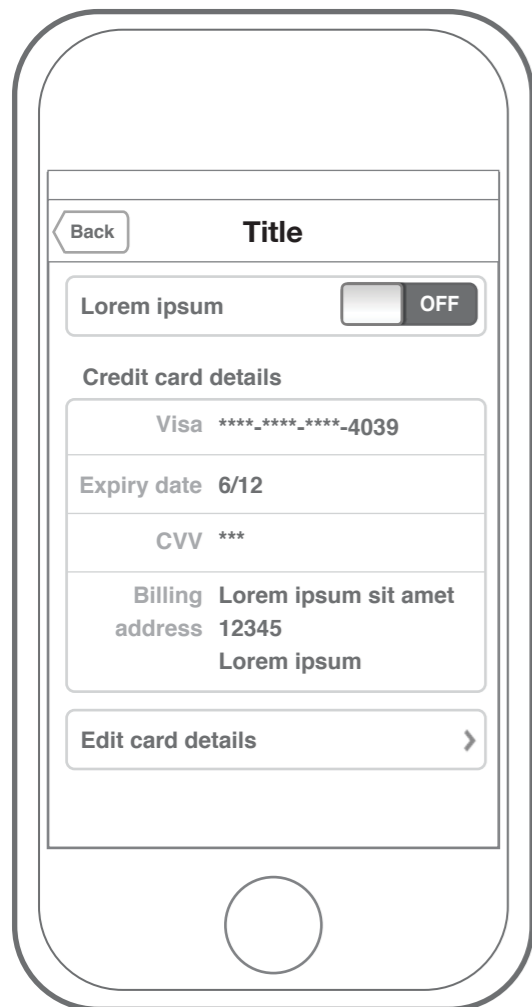 Back
Title
Lorem ipsum
OFF
Credit card details
Visa ****-****-****-4039
Expiry date 6/12
CVV ***
Billing Lorem ipsum sit amet
address 12345
Lorem ipsum
Edit card details